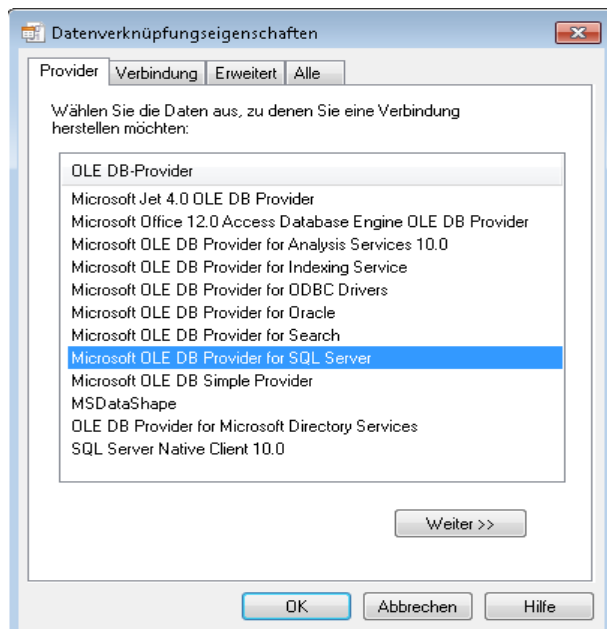 Datenverknüpfungseigenschaften
Provider Verbindung Erweitert Alle
Wählen Sie die Daten aus, zu denen Sie eine Verbindung
herstellen möchten:
OLE DB-Provider
Microsoft Jet 4.0 OLE DB Provider
Microsoft Office 12.0 Access Database Engine OLE DB Provider
Microsoft OLE DB Provider for Analysis Services 10.0
Microsoft OLE DB Provider for Indexing Service
Microsoft OLE DB Provider for ODBC Drivers
Microsoft OLE DB Provider for Oracle
Microsoft OLE DB Provider for Search
Microsoft OLE DB Provider for SQL Server
Microsoft OLE DB Simple Provider
MSDataShape
OLE DB Provider for Microsoft Directory Services
SQL Server Native Client 10.0
Weiter >>
OK Abbrechen Hilfe